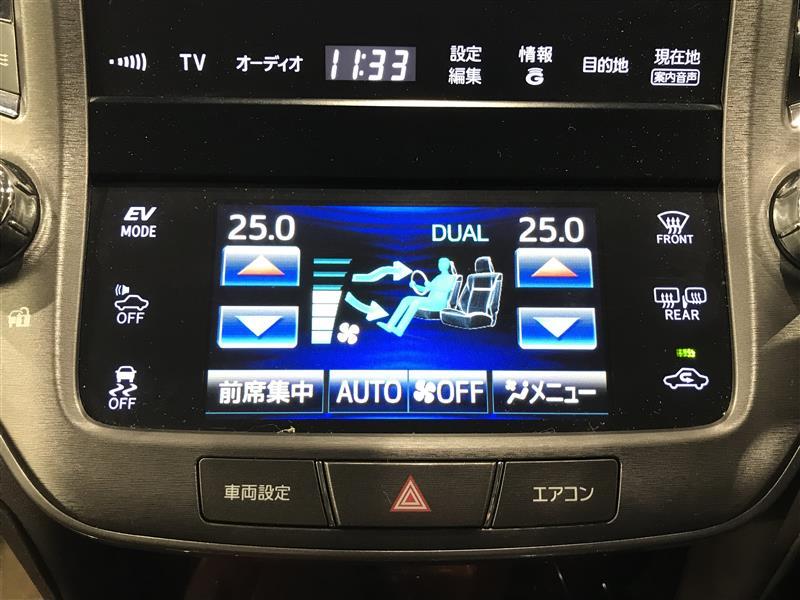 TV オーディオ 11:33 設定編集 情報 G 目的地 現在地 案内音声
EV MODE
25.0 DUAL 25.0
FRONT
OFF
REAR
OFF
前席集中 AUTO OFF メニュー
車両設定 エアコン